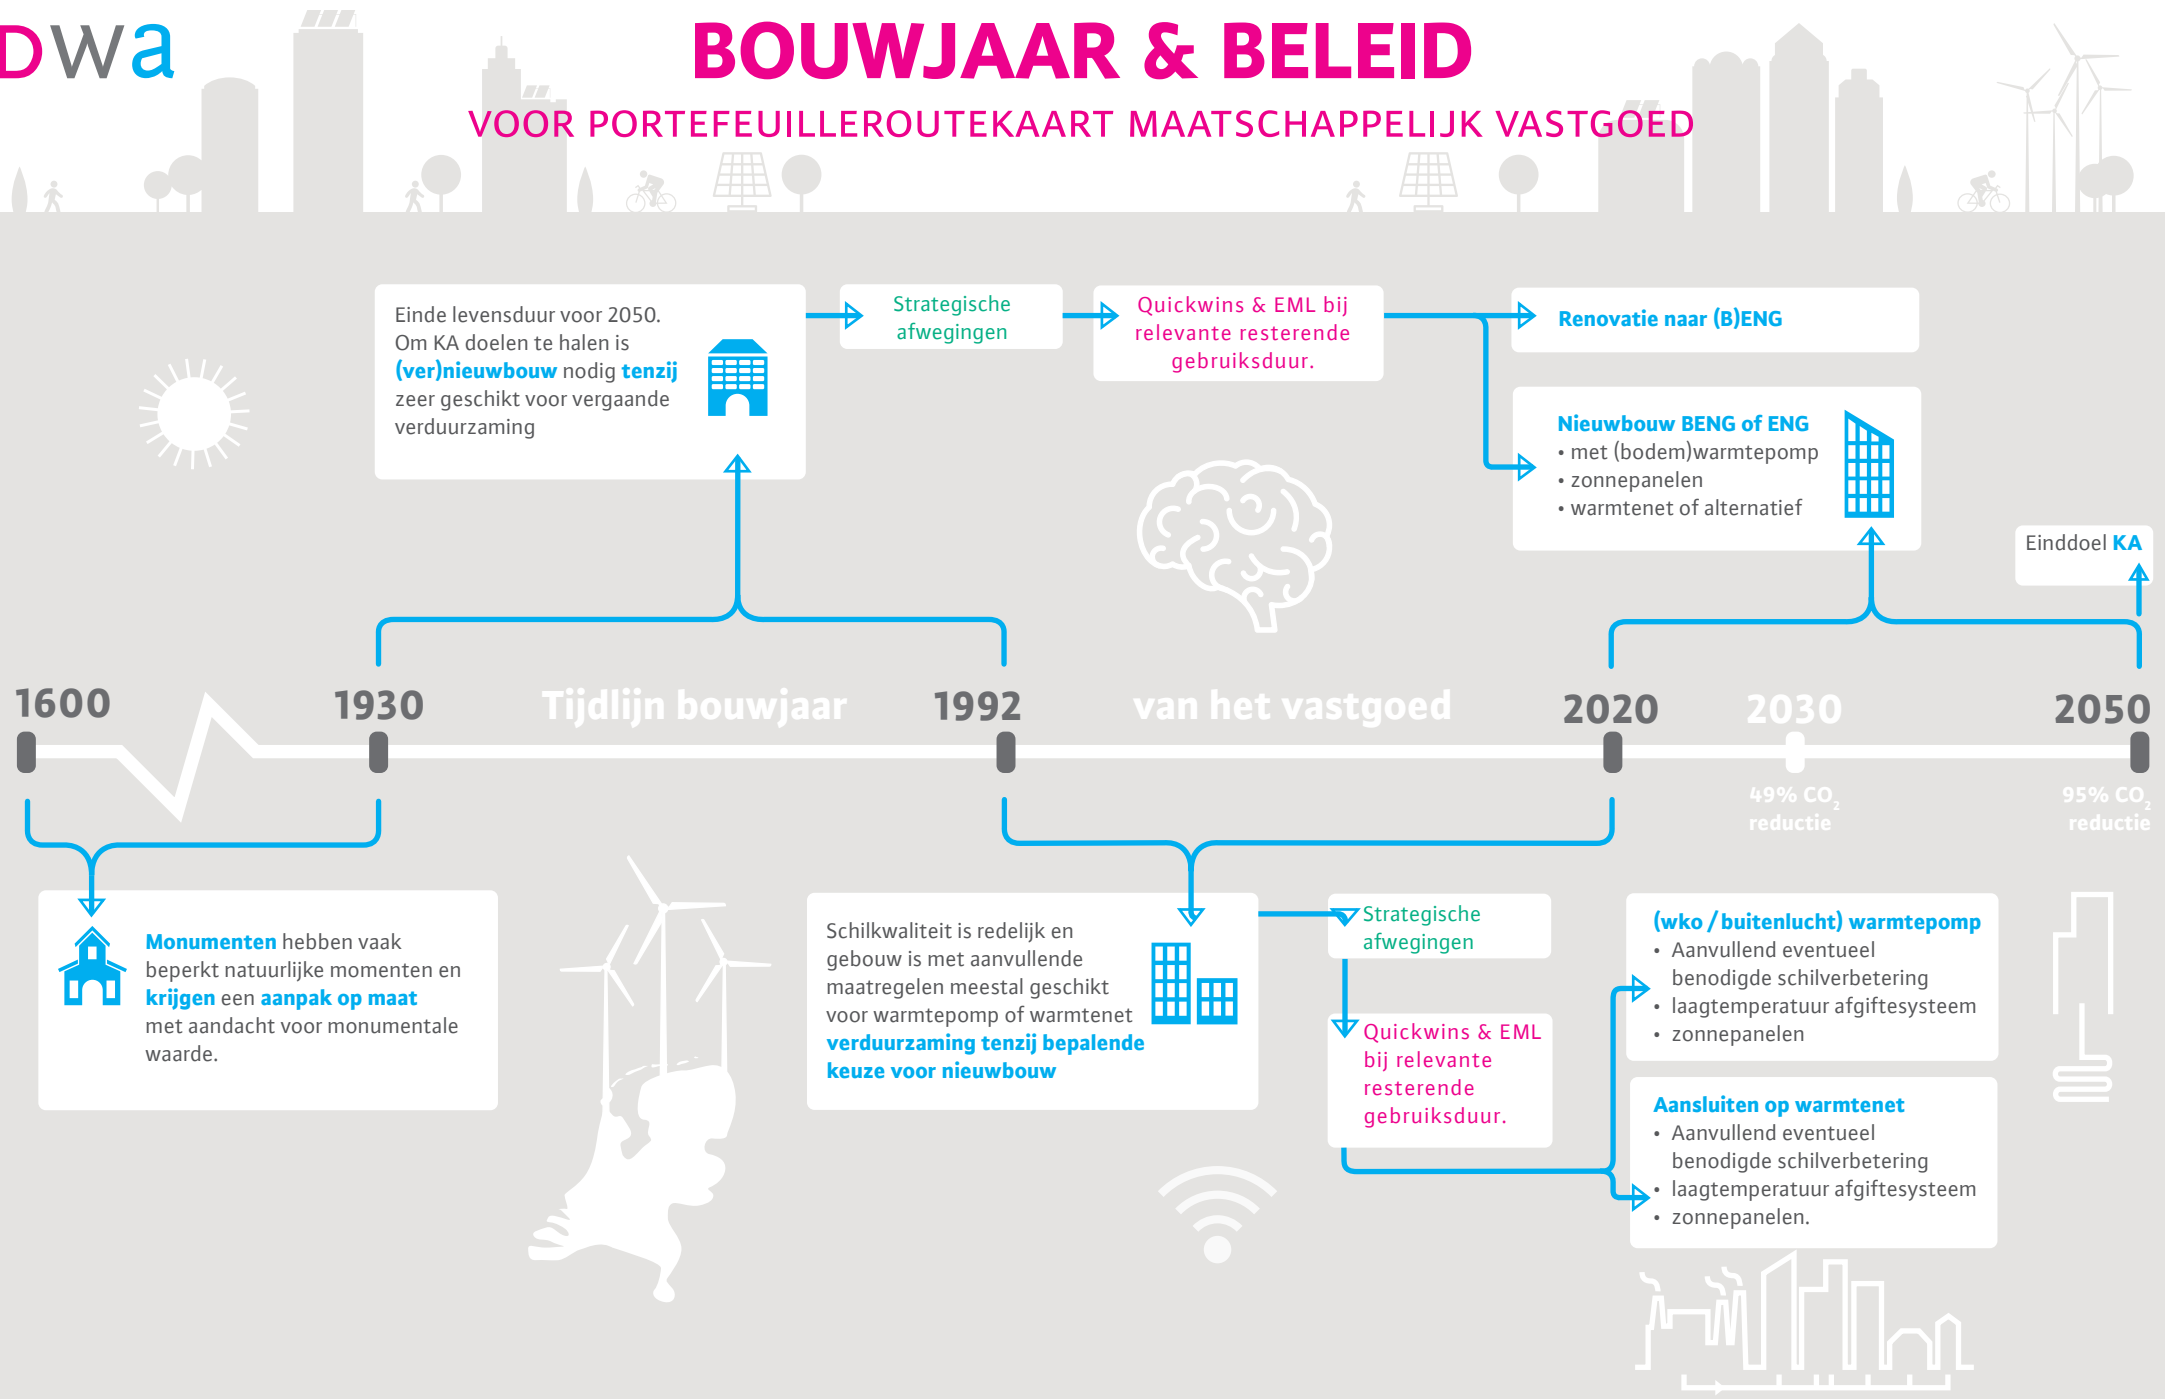 DWa
BOUWJAAR & BELEID
VOOR PORTEFEUILLEROUTEKAART MAATSCHAPPELIJK VASTGOED
Einde levensduur voor 2050.
Om KA doelen te halen is
(ver)nieuwbouw nodig tenzij
zeer geschikt voor vergaande
verduurzaming
Strategische
afwegingen
Quickwins & EML bij
relevante resterende
gebruiksduur.
Renovatie naar (B)ENG
Nieuwbouw BENG of ENG
• met (bodem)warmtepomp
• zonnepanelen
• warmtenet of alternatief
Einddoel KA
1600
1930
Tijdlijn bouwjaar
1992
van het vastgoed
2020
2030
2050
49% CO₂
reductie
95% CO₂
reductie
Monumenten hebben vaak
beperkt natuurlijke momenten en
krijgen een aanpak op maat
met aandacht voor monumentale
waarde.
Schilkwaliteit is redelijk en
gebouw is met aanvullende
maatregelen meestal geschikt
voor warmtepomp of warmtenet
verduurzaming tenzij bepalende
keuze voor nieuwbouw
Strategische
afwegingen
Quickwins & EML
bij relevante
resterende
gebruiksduur.
(wko / buitenlucht) warmtepomp
• Aanvullend eventueel
benodigde schilverbetering
• laagtemperatuur afgiftesysteem
• zonnepanelen
Aansluiten op warmtenet
• Aanvullend eventueel
benodigde schilverbetering
• laagtemperatuur afgiftesysteem
• zonnepanelen.